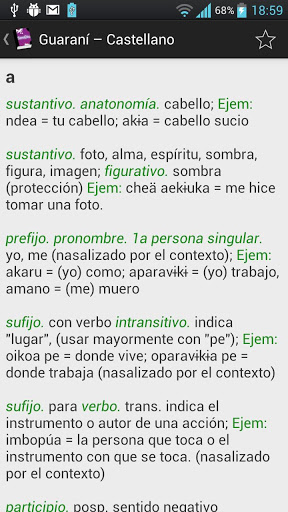 68% 18:59
Guaraní – Castellano
a
sustantivo. anatonomía. cabello; Ejem:
ndea = tu cabello; akɨa = cabello sucio
sustantivo. foto, alma, espíritu, sombra,
figura, imagen; figurativo. sombra
(protección) Ejem: cheä aekɨuka = me hice
tomar una foto.
prefijo. pronombre. 1a persona singular.
yo, me (nasalizado por el contexto); Ejem:
akaru = (yo) como; aparavɨkɨ = (yo) trabajo,
amano = (me) muero
sufijo. con verbo intransitivo. indica
"lugar", (usar mayormente con "pe"); Ejem:
oikoa pe = donde vive; oparavɨkɨa pe =
donde trabaja (nasalizado por el contexto)
sufijo. para verbo. trans. indica el
instrumento o autor de una acción; Ejem:
imbopúa = la persona que toca o el
instrumento con que se toca. (nasalizado
por el contexto)
participio. posp. sentido negativo